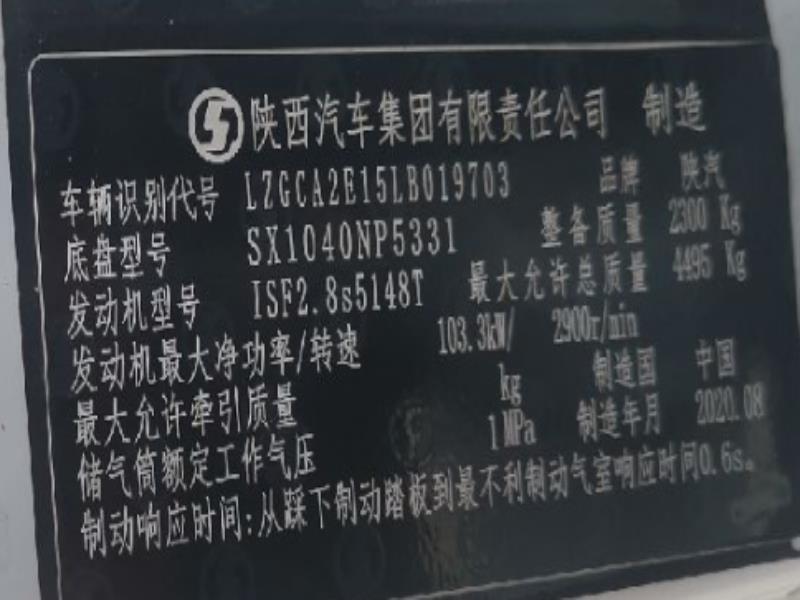 陕西汽车集团有限责任公司 制造
车辆识别代号 LZGCA2E15LB019703 品牌 陕汽
底盘型号 SX1040NP5331 整备质量 2300 Kg
发动机型号 ISF2.8s5148T 最大允许总质量 4495 Kg
发动机最大净功率/转速 103.3kW/ 2900r/min
最大允许牵引质量 kg 制造国 中国
储气筒额定工作气压 1MPa 制造年月 2020.08
制动响应时间:从踩下制动踏板到最不利制动气室响应时间0.6s。